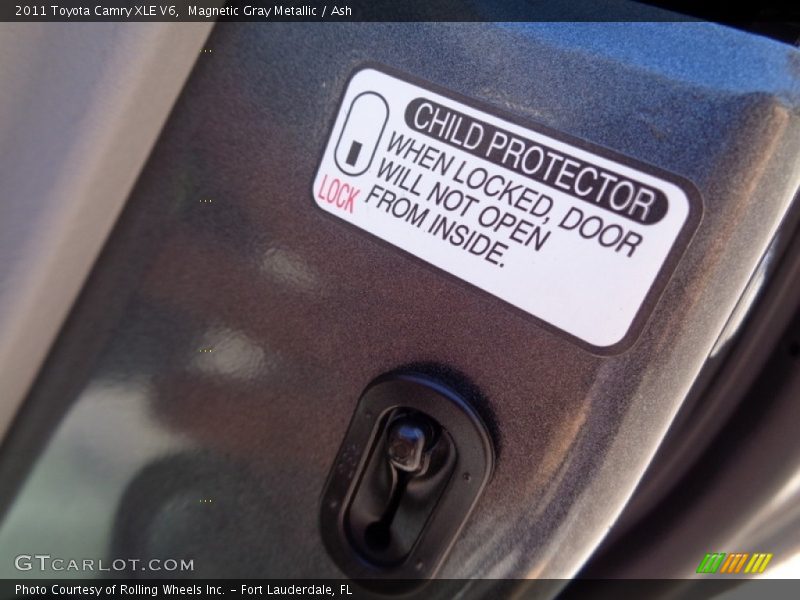 2011 Toyota Camry XLE V6,  Magnetic Gray Metallic / Ash
CHILD PROTECTOR
WHEN LOCKED, DOOR
WILL NOT OPEN
FROM INSIDE.
LOCK
GTCARLOT.COM
Photo Courtesy of Rolling Wheels Inc. – Fort Lauderdale, FL